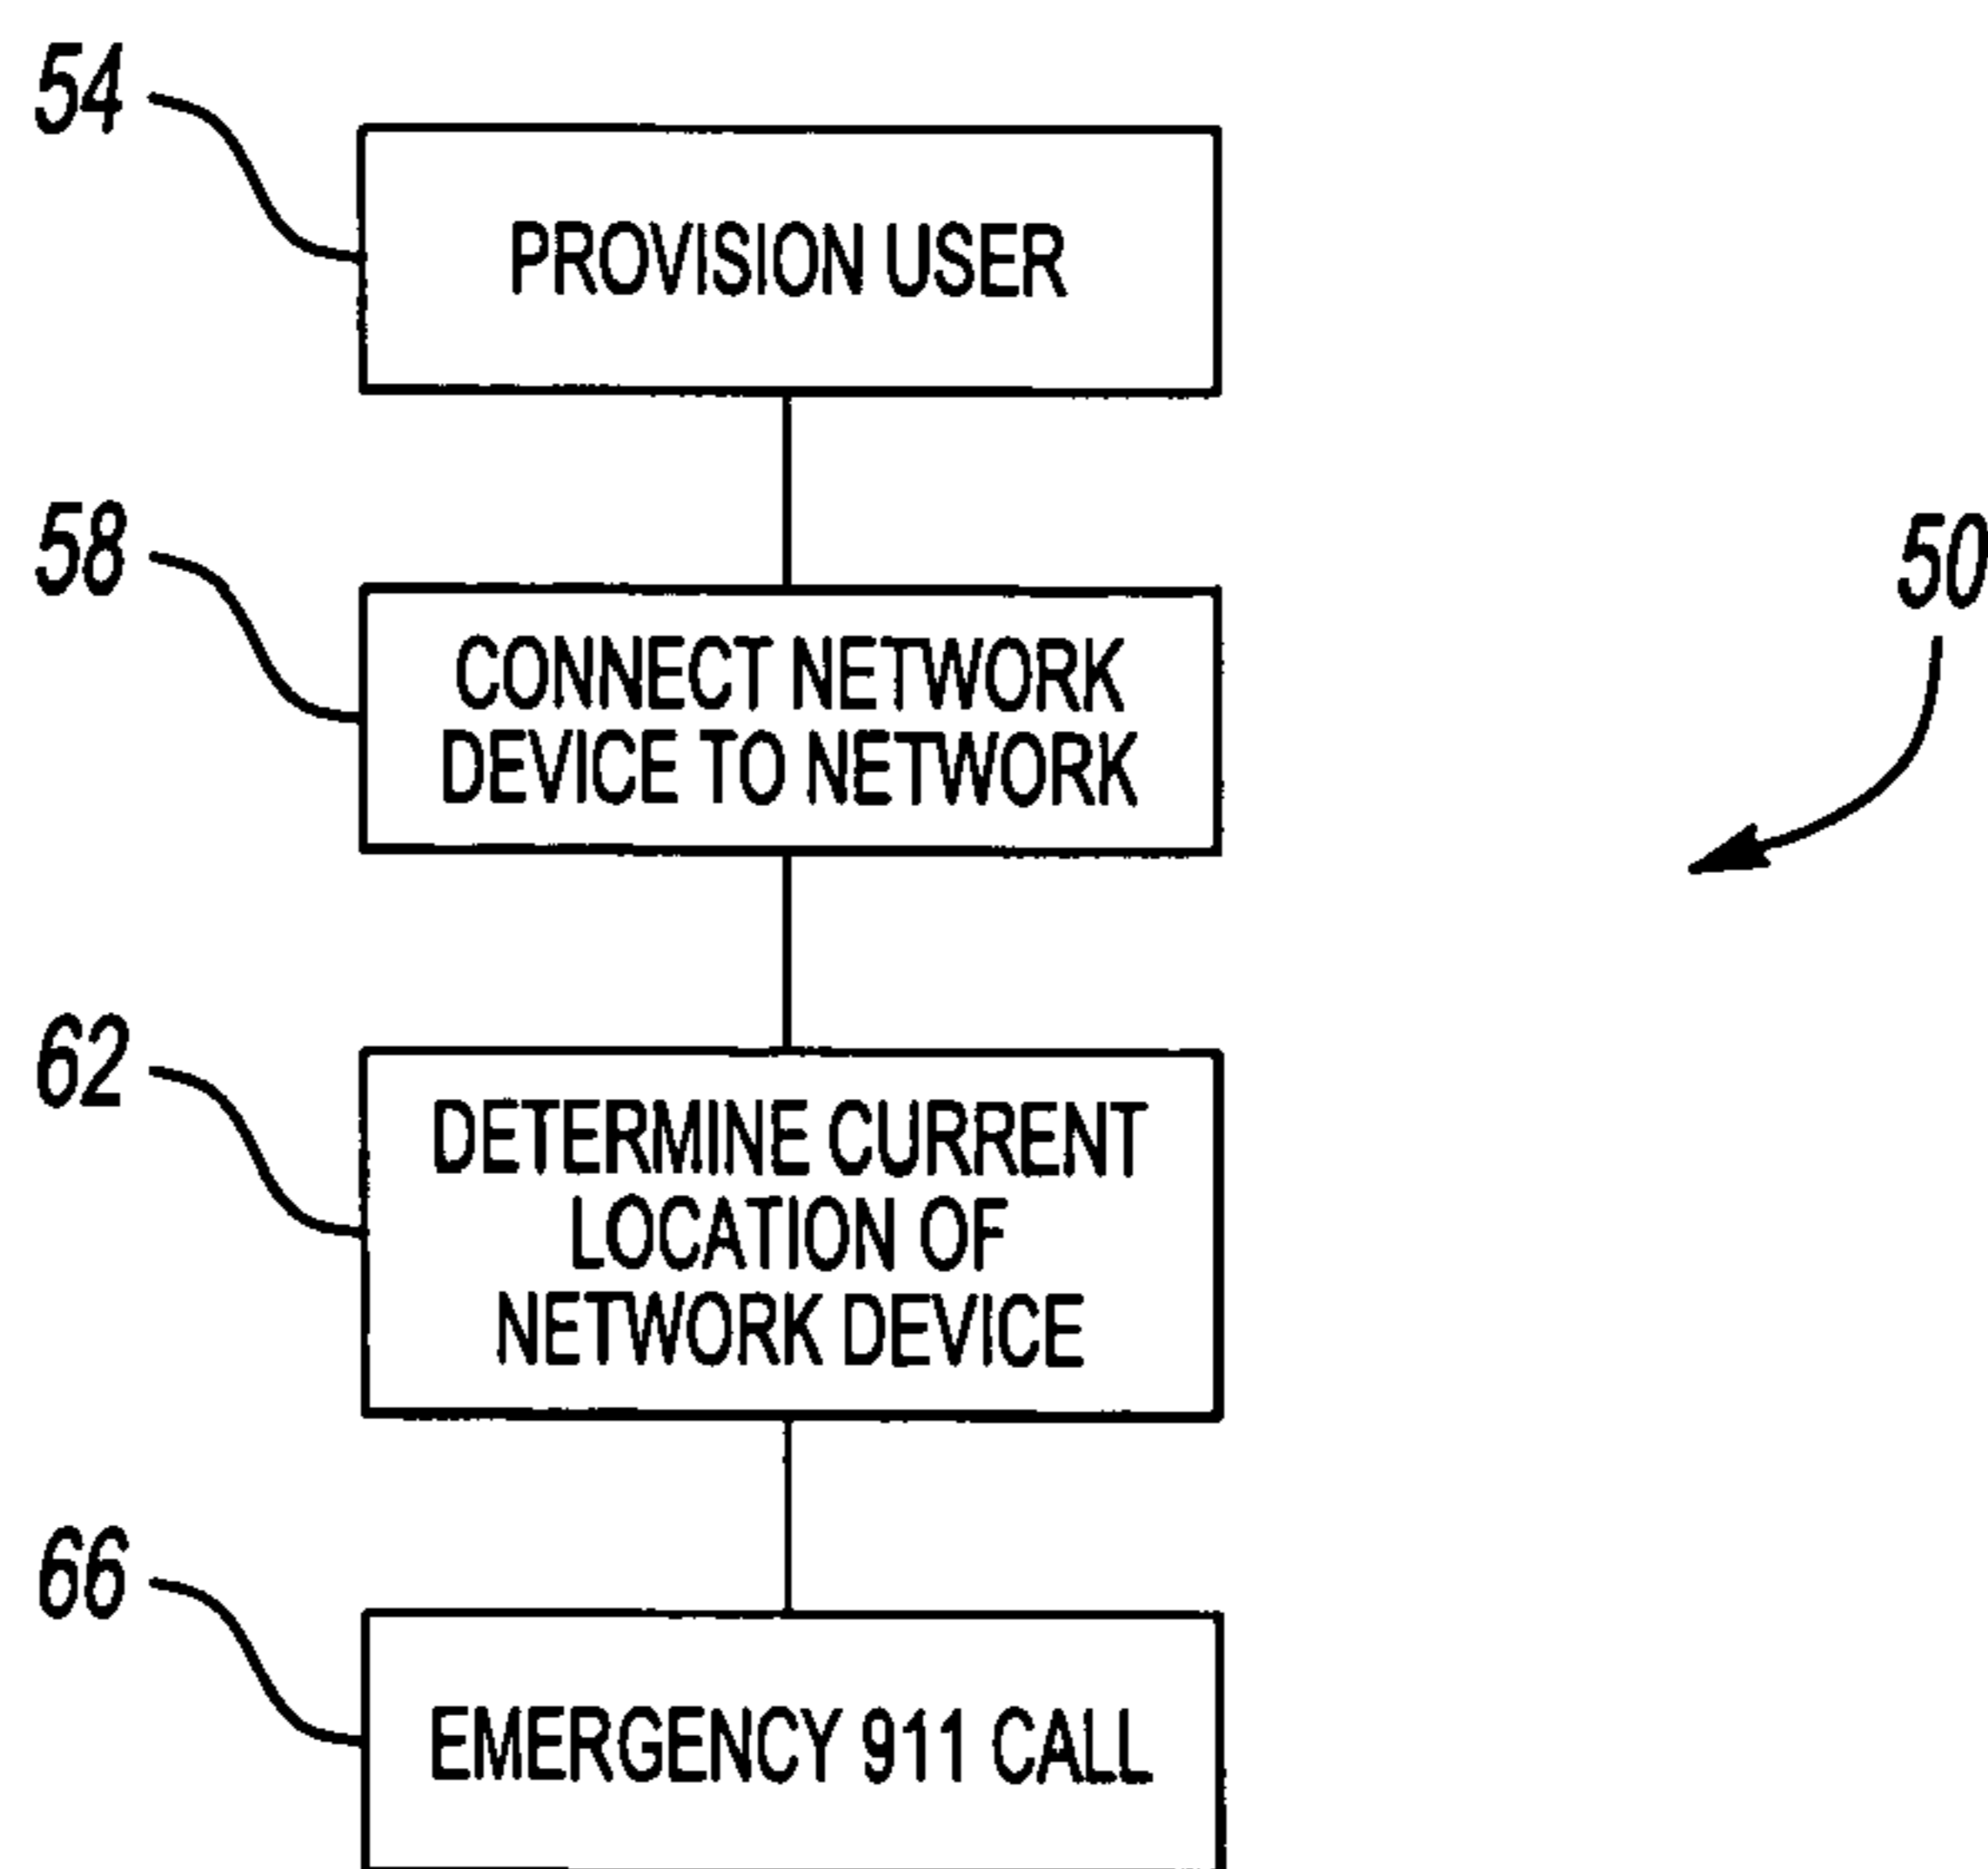 54
PROVISION USER
58
CONNECT NETWORK
DEVICE TO NETWORK
50
62
DETERMINE CURRENT
LOCATION OF
NETWORK DEVICE
66
EMERGENCY 911 CALL